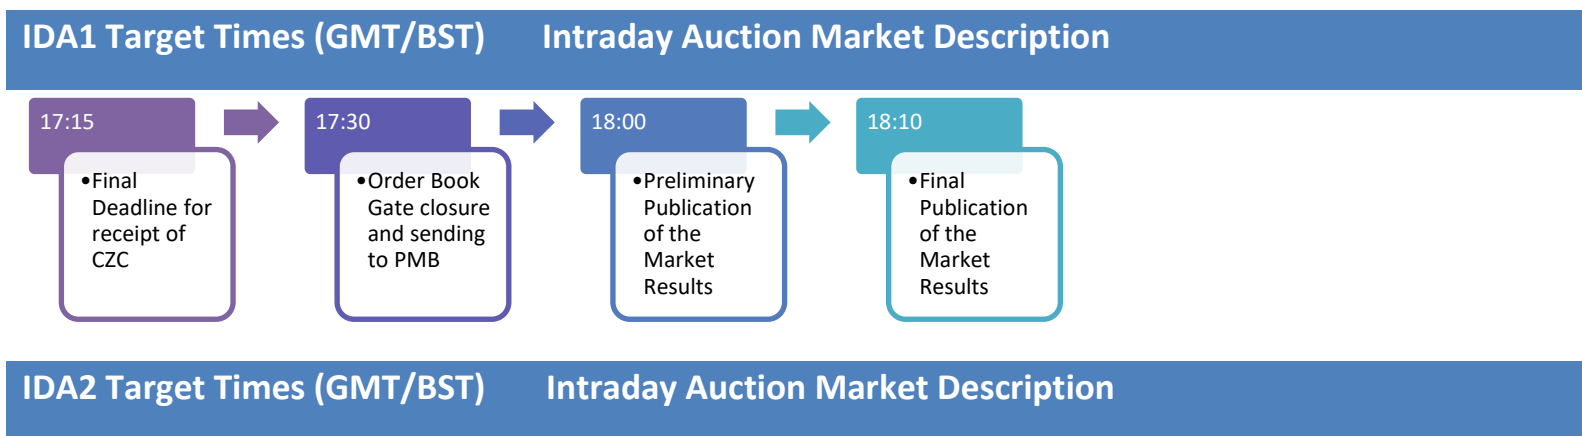 IDA1 Target Times (GMT/BST) Intraday Auction Market Description
17:15
•Final
Deadline for
receipt of
CZC
17:30
•Order Book
Gate closure
and sending
to PMB
18:00
•Preliminary
Publication
of the
Market
Results
18:10
•Final
Publication
of the
Market
Results
IDA2 Target Times (GMT/BST) Intraday Auction Market Description